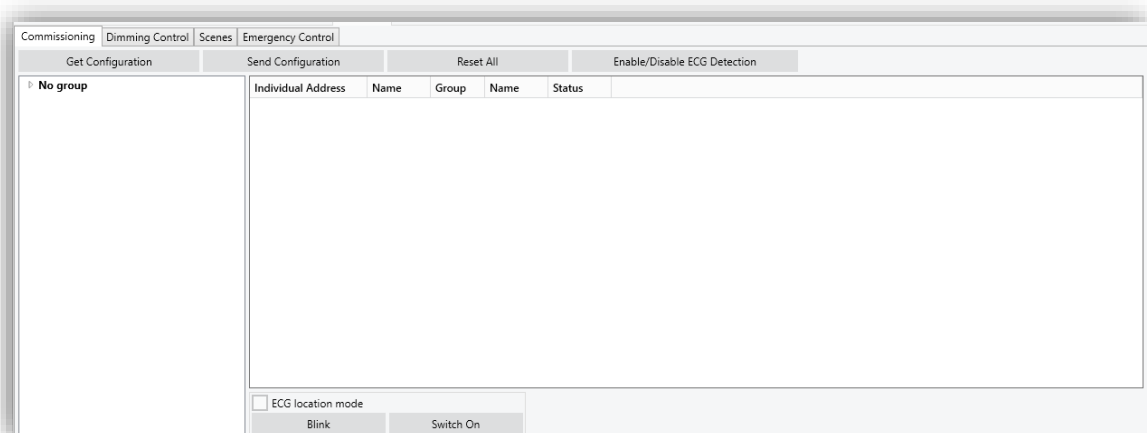 Commissioning Dimming Control Scenes Emergency Control
Get Configuration Send Configuration Reset All Enable/Disable ECG Detection
No group
Individual Address Name Group Name Status
ECG location mode
Blink Switch On